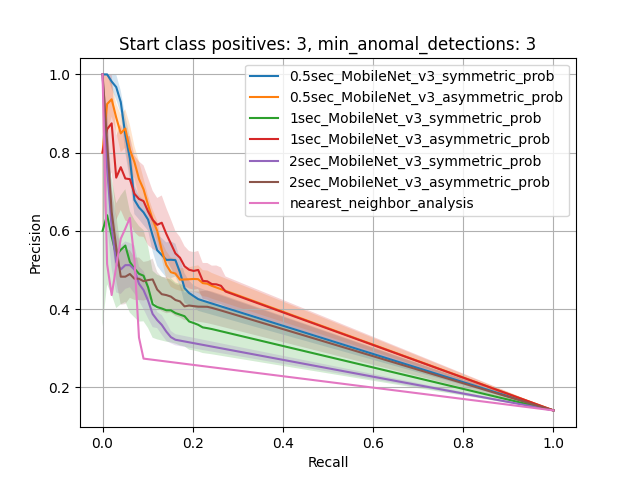 Start class positives: 3, min_anomal_detections: 3
1.0
0.8
0.6
0.4
0.2
Precision
0.5sec_MobileNet_v3_symmetric_prob
0.5sec_MobileNet_v3_asymmetric_prob
1sec_MobileNet_v3_symmetric_prob
1sec_MobileNet_v3_asymmetric_prob
2sec_MobileNet_v3_symmetric_prob
2sec_MobileNet_v3_asymmetric_prob
nearest_neighbor_analysis
0.0 0.2 0.4 0.6 0.8 1.0
Recall